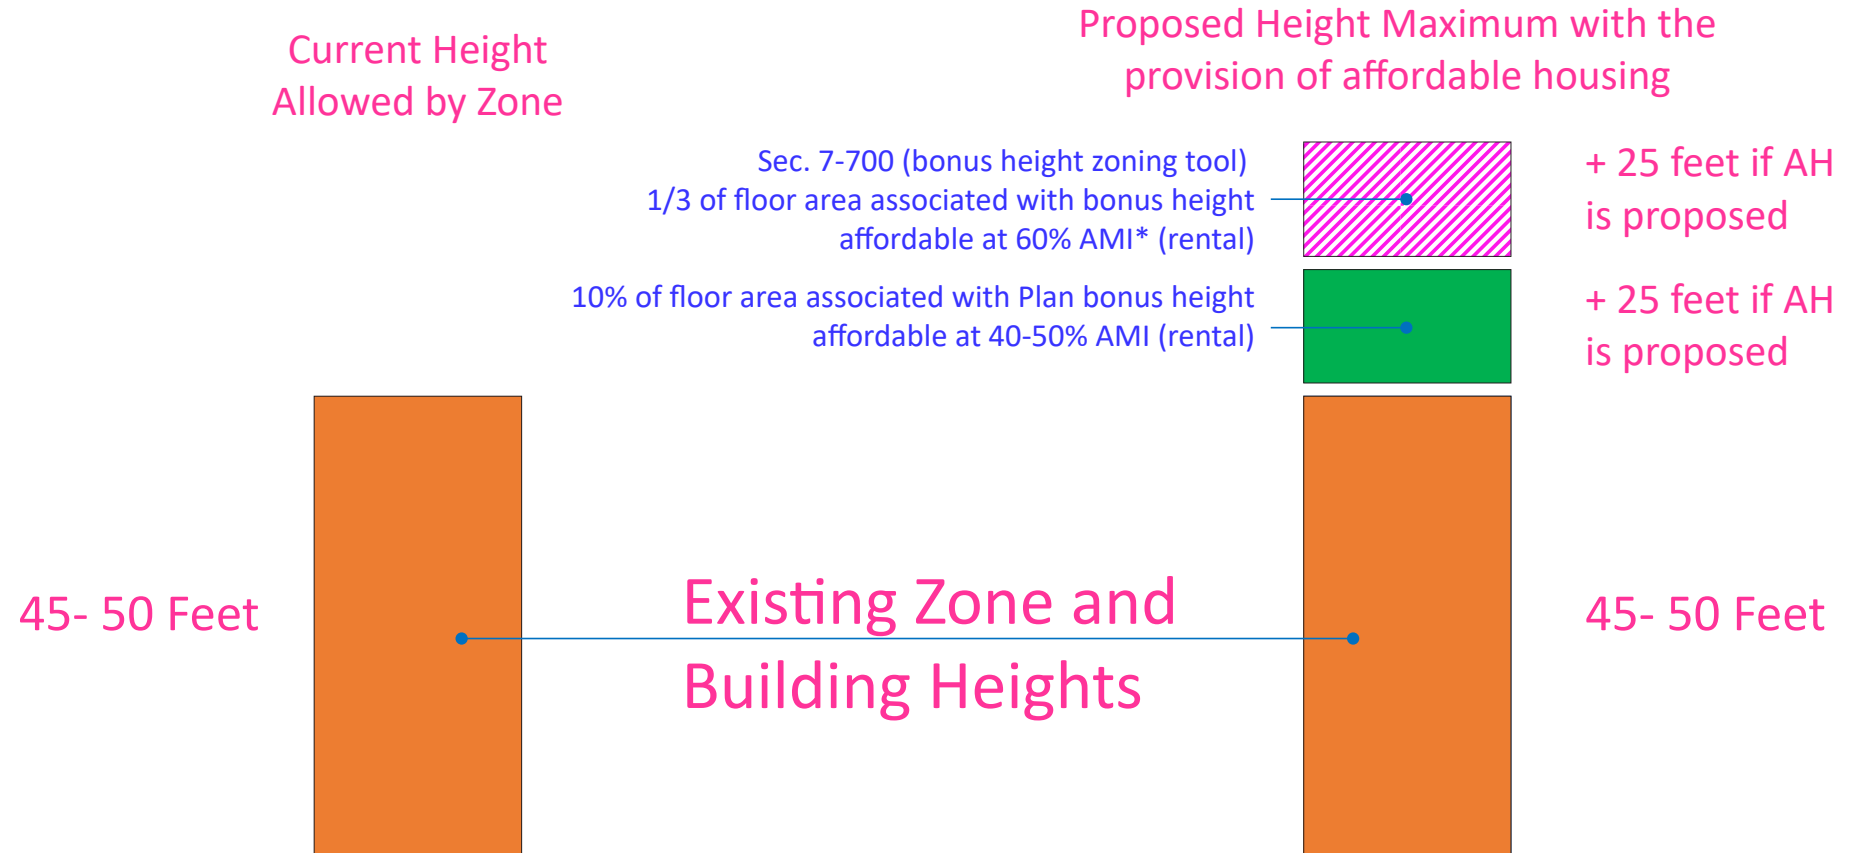 Current Height
Allowed by Zone
Proposed Height Maximum with the
provision of affordable housing
Sec. 7-700 (bonus height zoning tool)
1/3 of floor area associated with bonus height
affordable at 60% AMI* (rental)
+ 25 feet if AH
is proposed
10% of floor area associated with Plan bonus height
affordable at 40-50% AMI (rental)
+ 25 feet if AH
is proposed
45- 50 Feet
Existing Zone and
Building Heights
45- 50 Feet